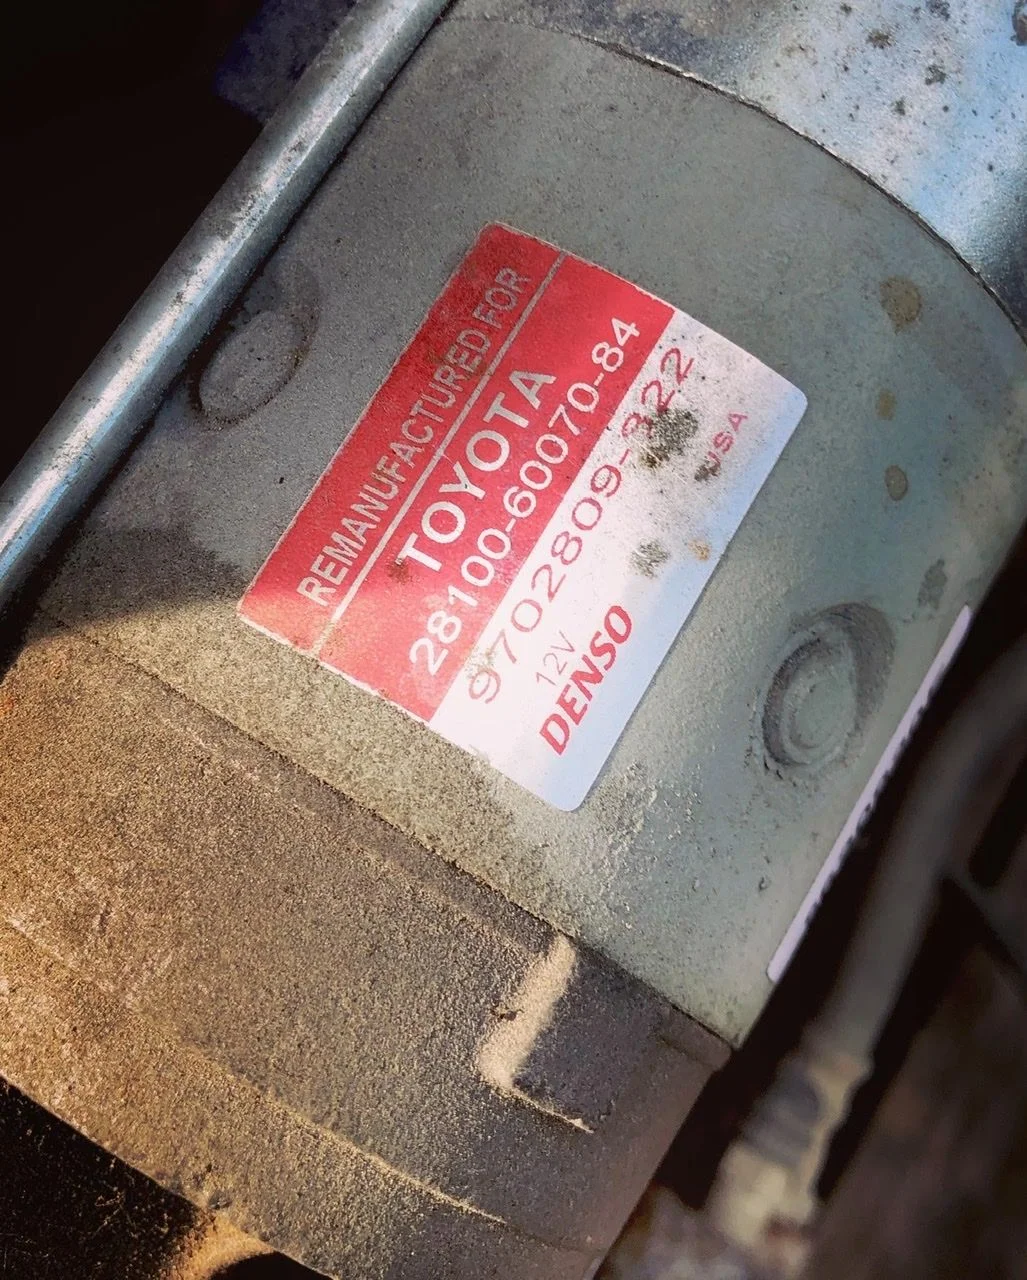 REMANUFACTURED FOR
TOYOTA
28100-60070-84
9702809-322
USA
12V
DENSO